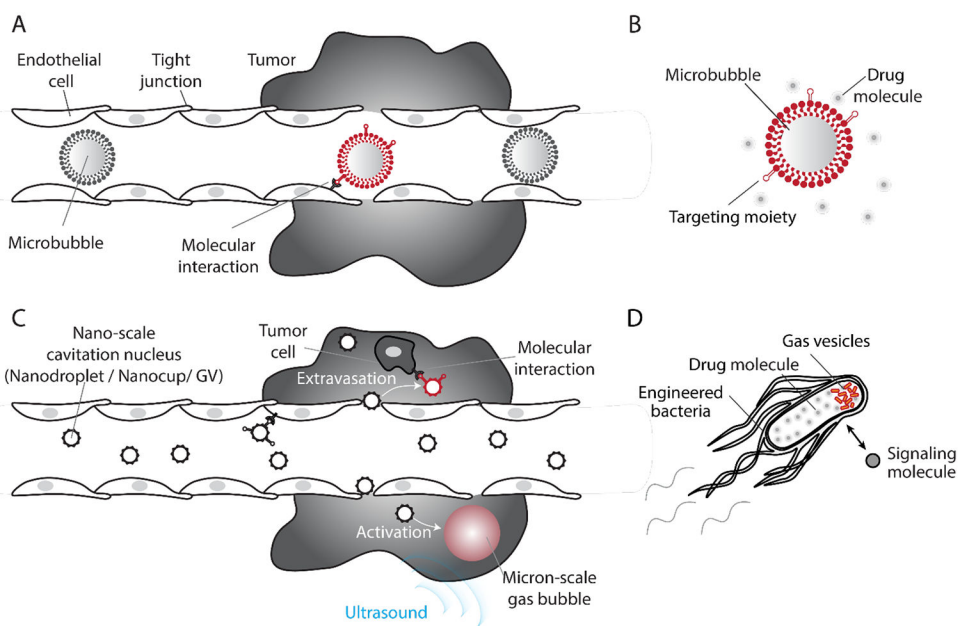 A
Endothelial
cell
Tight
junction
Tumor
Microbubble
Molecular
interaction
B
Microbubble
Drug
molecule
Targeting moiety
C
Nano-scale
cavitation nucleus
(Nanodroplet / Nanocup/ GV)
Tumor
cell
Extravasation
Molecular
interaction
Activation
Ultrasound
Micron-scale
gas bubble
D
Gas vesicles
Drug molecule
Engineered
bacteria
Signaling
molecule